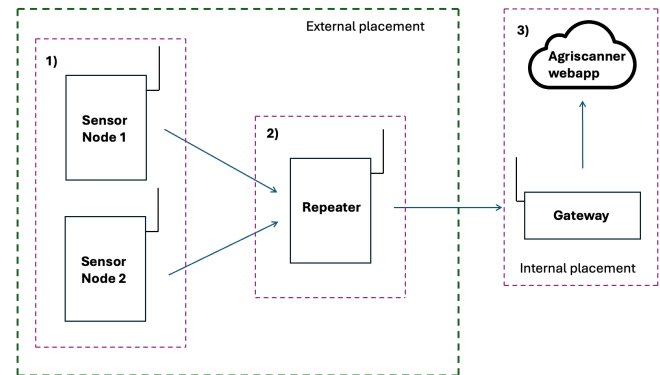 External placement
1)
Sensor
Node 1
Sensor
Node 2
2)
Repeater
3)
Agriscanner
webapp
Gateway
Internal placement